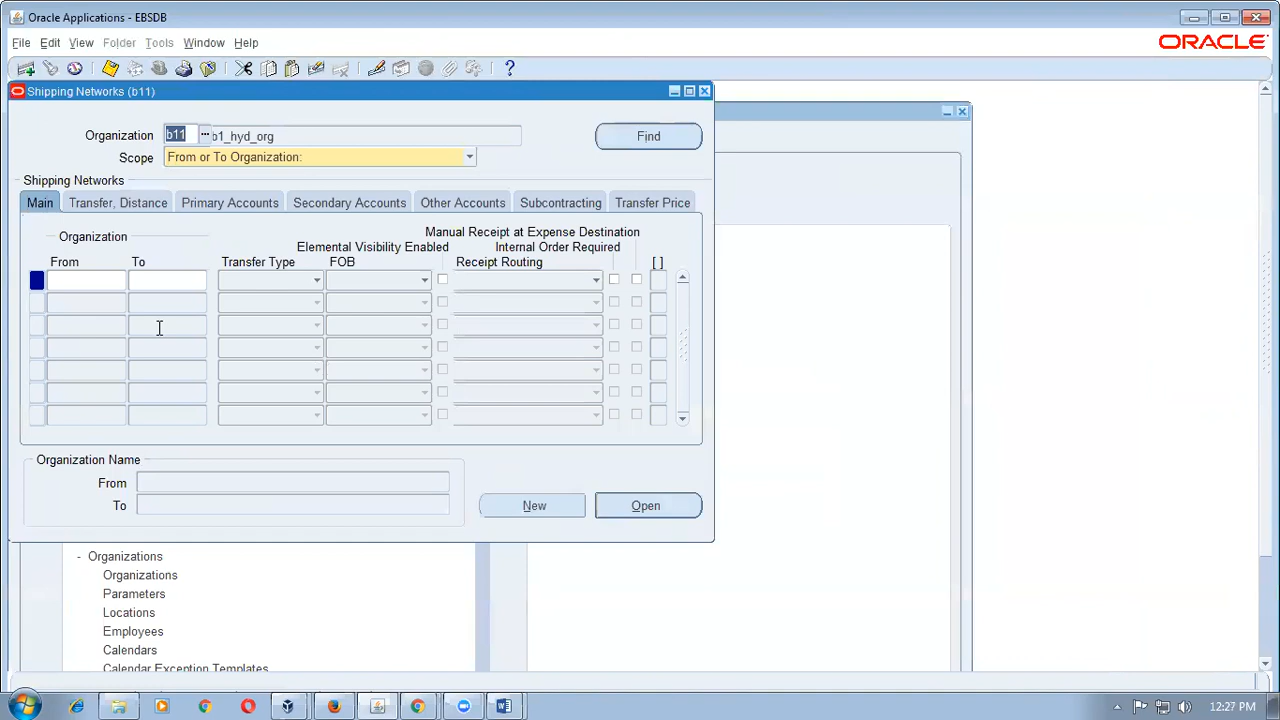 Oracle Applications - EBSDB
File Edit View Folder Tools Window Help
ORACLE
Shipping Networks (b11)
Organization b11 b1_hyd_org Find
Scope From or To Organization:
Shipping Networks
Main Transfer, Distance Primary Accounts Secondary Accounts Other Accounts Subcontracting Transfer Price
Manual Receipt at Expense Destination
Organization
Elemental Visibility Enabled Internal Order Required
From To Transfer Type FOB Receipt Routing [ ]
Organization Name
From
To
New Open
- Organizations
Organizations
Parameters
Locations
Employees
Calendars
Calendar Exception Templates
12:27 PM